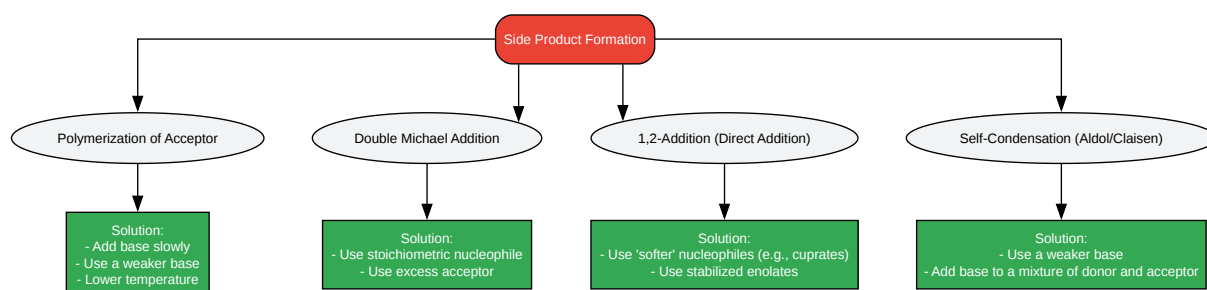 Side Product Formation
Polymerization of Acceptor
Double Michael Addition
1,2-Addition (Direct Addition)
Self-Condensation (Aldol/Claisen)
Solution:
- Add base slowly
- Use a weaker base
- Lower temperature
Solution:
- Use stoichiometric nucleophile
- Use excess acceptor
Solution:
- Use 'softer' nucleophiles (e.g., cuprates)
- Use stabilized enolates
Solution:
- Use a weaker base
- Add base to a mixture of donor and acceptor